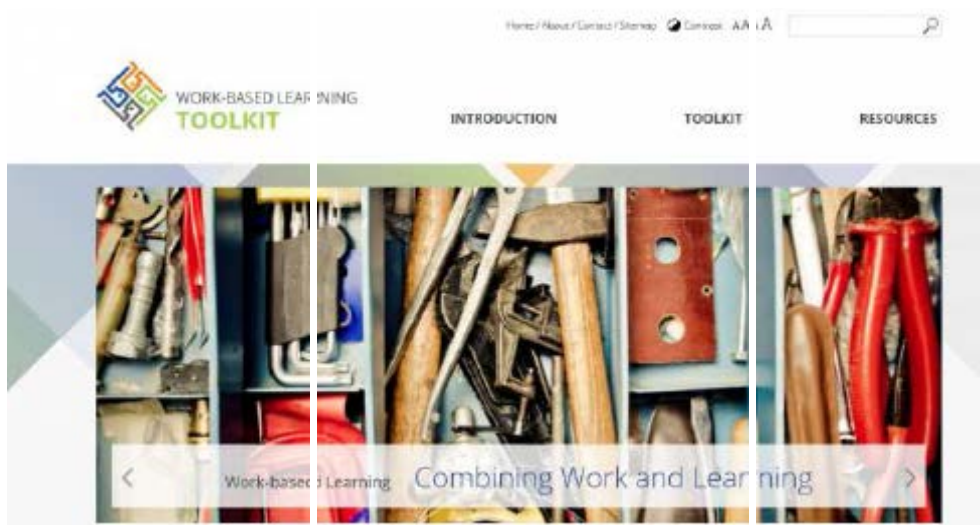 Home / About / Contact / Sitemap Contrast A A A
WORK-BASED LEARNING
TOOLKIT
INTRODUCTION TOOLKIT RESOURCES
Work-based Learning Combining Work and Learning